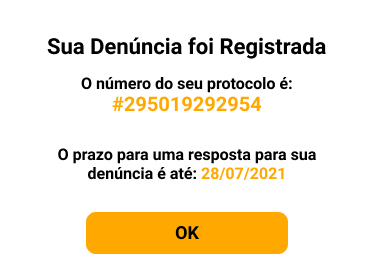 Sua Denúncia foi Registrada
O número do seu protocolo é:
#295019292954
O prazo para uma resposta para sua
denúncia é até: 28/07/2021
OK